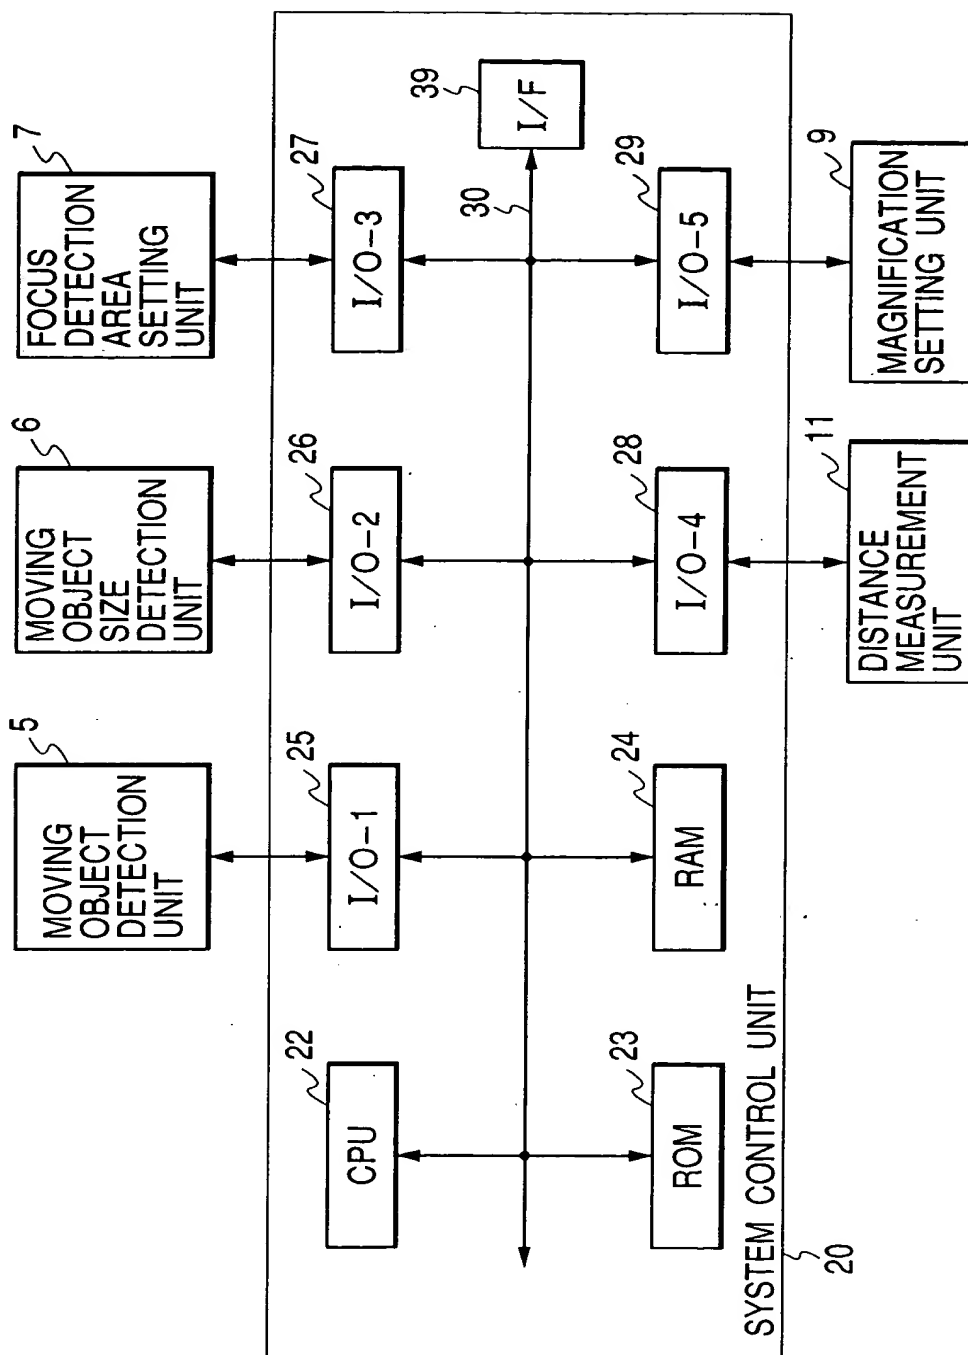 5
MOVING
OBJECT
DETECTION
UNIT
6
MOVING
OBJECT
SIZE
DETECTION
UNIT
7
FOCUS
DETECTION
AREA
SETTING
UNIT
22
CPU
25
I/O-1
26
I/O-2
27
I/O-3
39
I/F
30
23
ROM
24
RAM
28
I/O-4
29
I/O-5
SYSTEM CONTROL UNIT
20
11
DISTANCE
MEASUREMENT
UNIT
9
MAGNIFICATION
SETTING UNIT